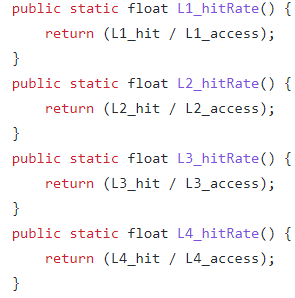 public static float L1_hitRate() {
    return (L1_hit / L1_access);
}
public static float L2_hitRate() {
    return (L2_hit / L2_access);
}
public static float L3_hitRate() {
    return (L3_hit / L3_access);
}
public static float L4_hitRate() {
    return (L4_hit / L4_access);
}